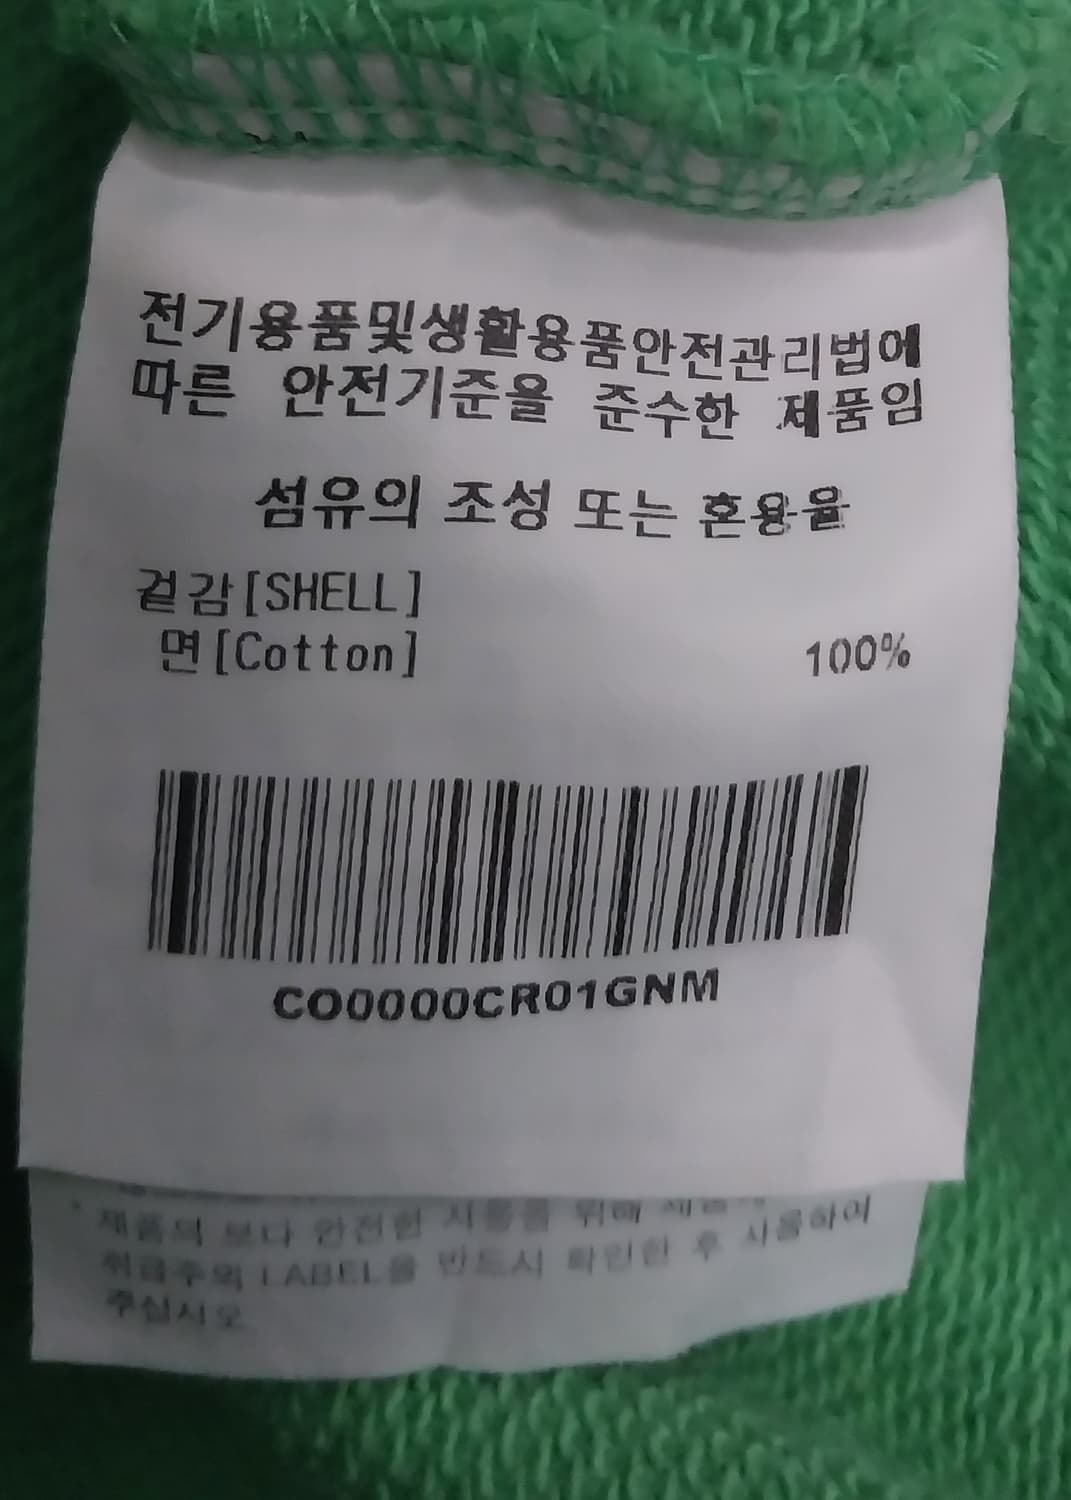 전기용품및생활용품안전관리법에
따른 안전기준을 준수한 제품임
섬유의 조성 또는 혼용율
겉감[SHELL]
면[Cotton] 100%
CO0000CR01GNM
* 제품의 보다 안전한 사용을 위해
취급주의 LABEL을 반드시 확인한 후 사용하여
주십시오